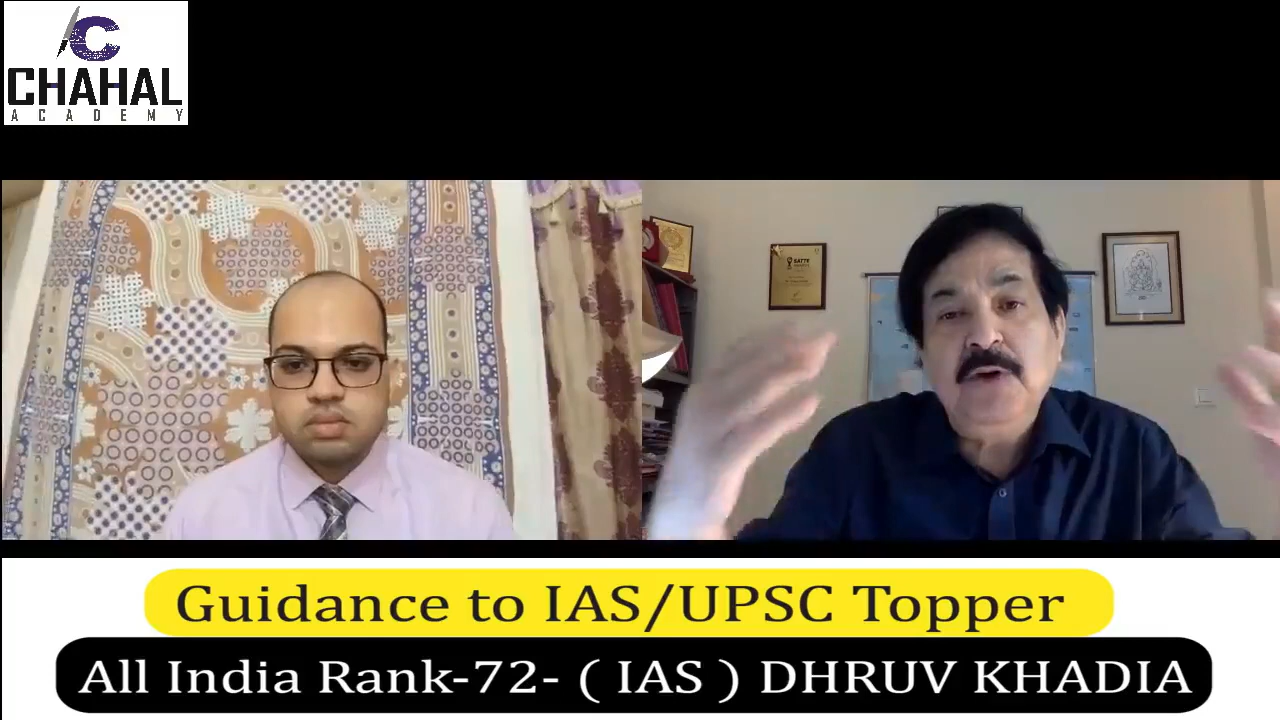 C
CHAHAL
ACADEMY
Guidance to IAS/UPSC Topper
All India Rank-72- ( IAS ) DHRUV KHADIA